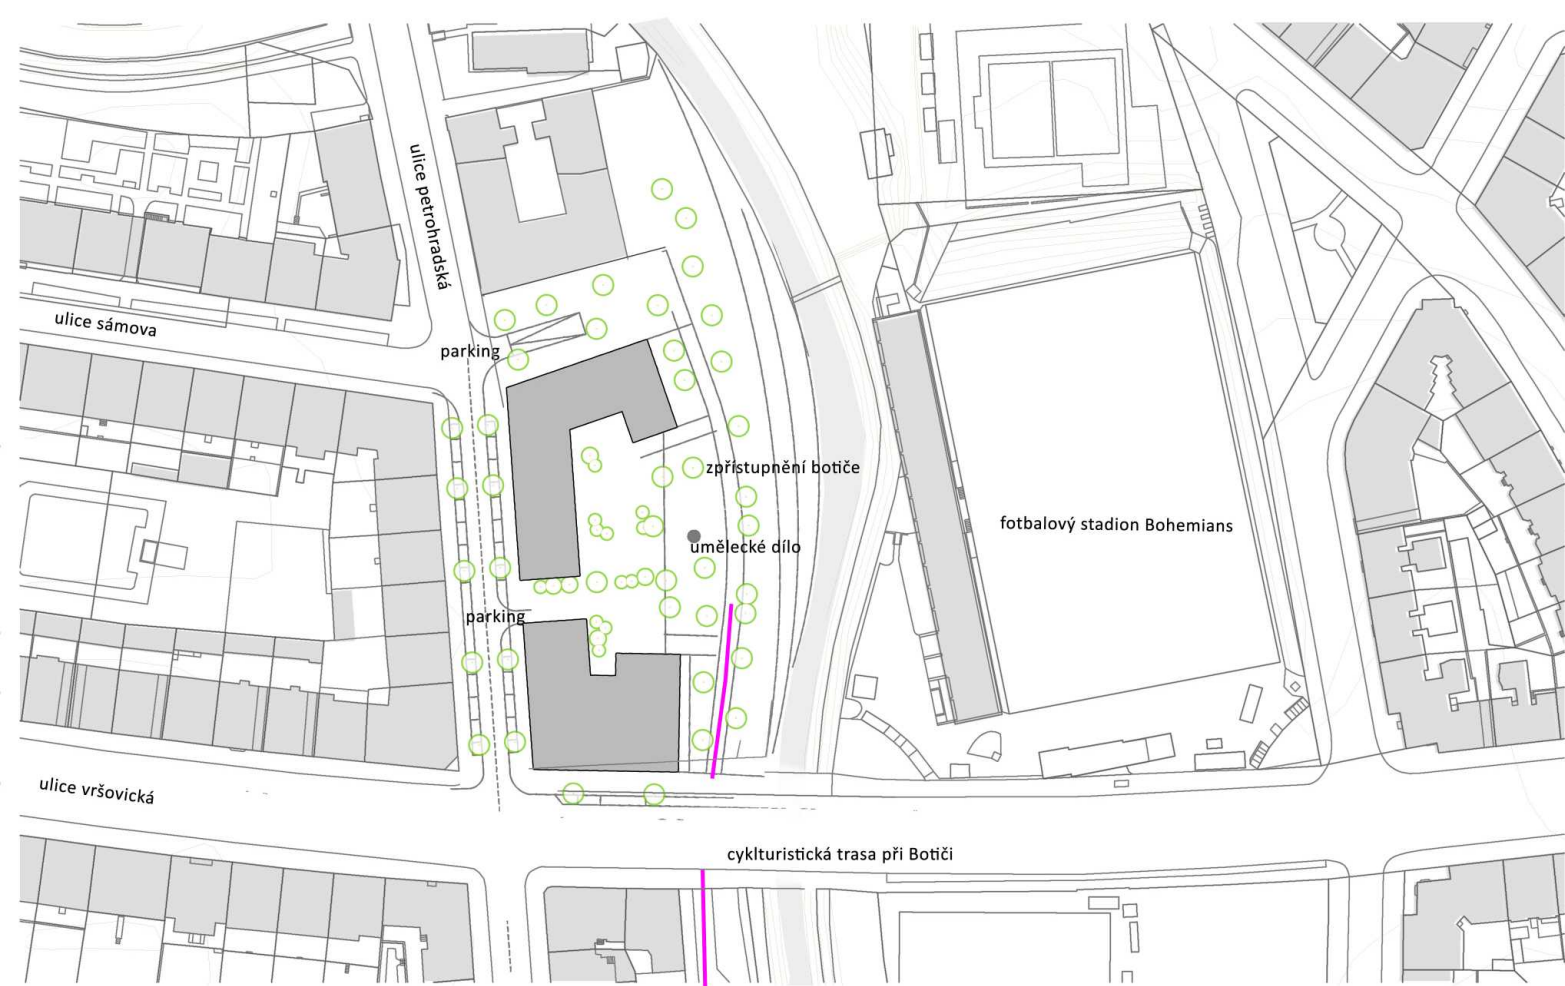 ulice petrohradská
ulice sámova
parking
zpřístupnění botiče
fotbalový stadion Bohemians
umělecké dílo
parking
ulice vršovická
cyklturistická trasa při Botiči